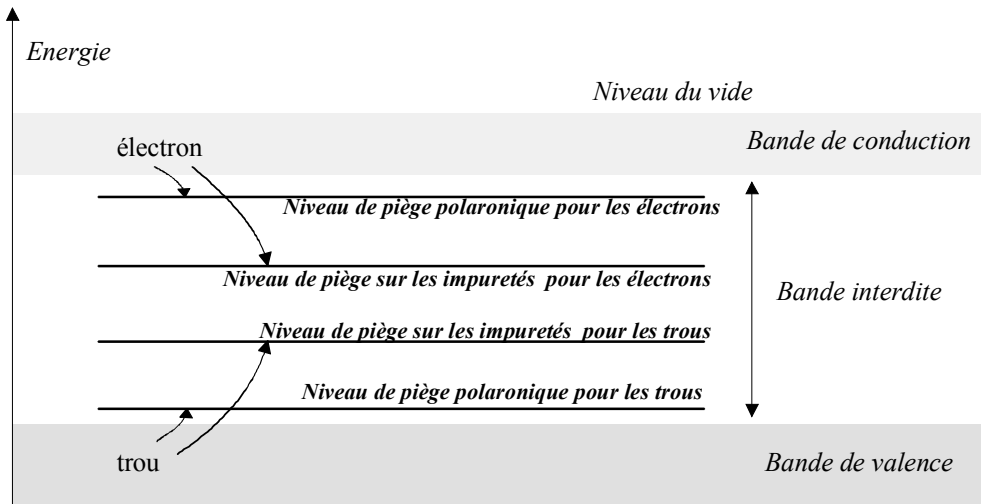 Energie
Niveau du vide
Bande de conduction
électron
Niveau de piège polaronique pour les électrons
Niveau de piège sur les impuretés pour les électrons
Bande interdite
Niveau de piège sur les impuretés pour les trous
Niveau de piège polaronique pour les trous
trou
Bande de valence